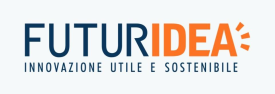 FUTURIDEA
INNOVAZIONE UTILE E SOSTENIBILE